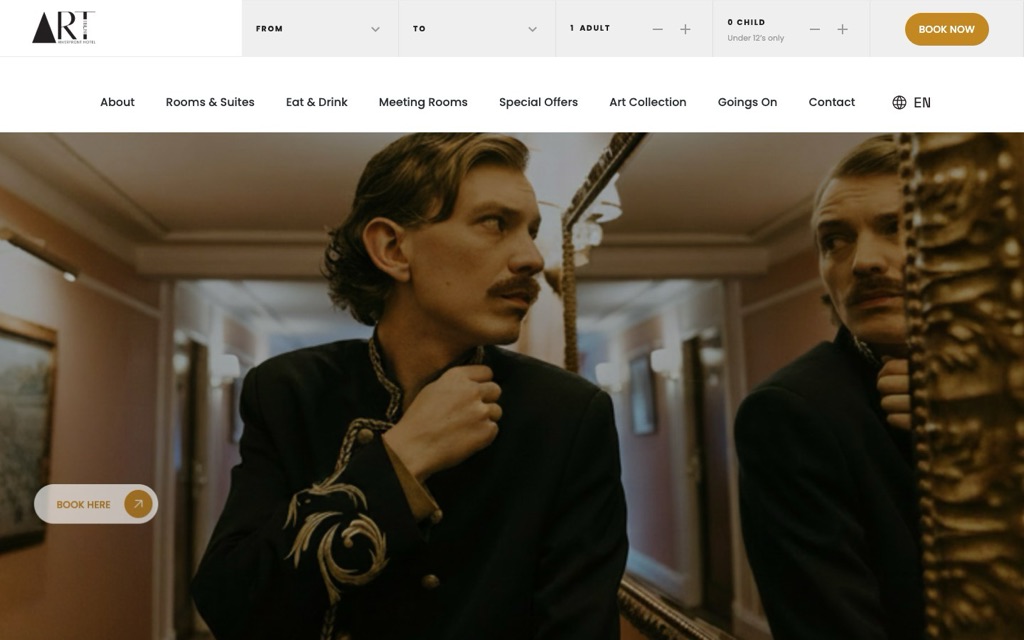 ART
FROM
TO
1 ADULT
0 CHILD
Under 12's only
BOOK NOW
About
Rooms & Suites
Eat & Drink
Meeting Rooms
Special Offers
Art Collection
Goings On
Contact
EN
BOOK HERE